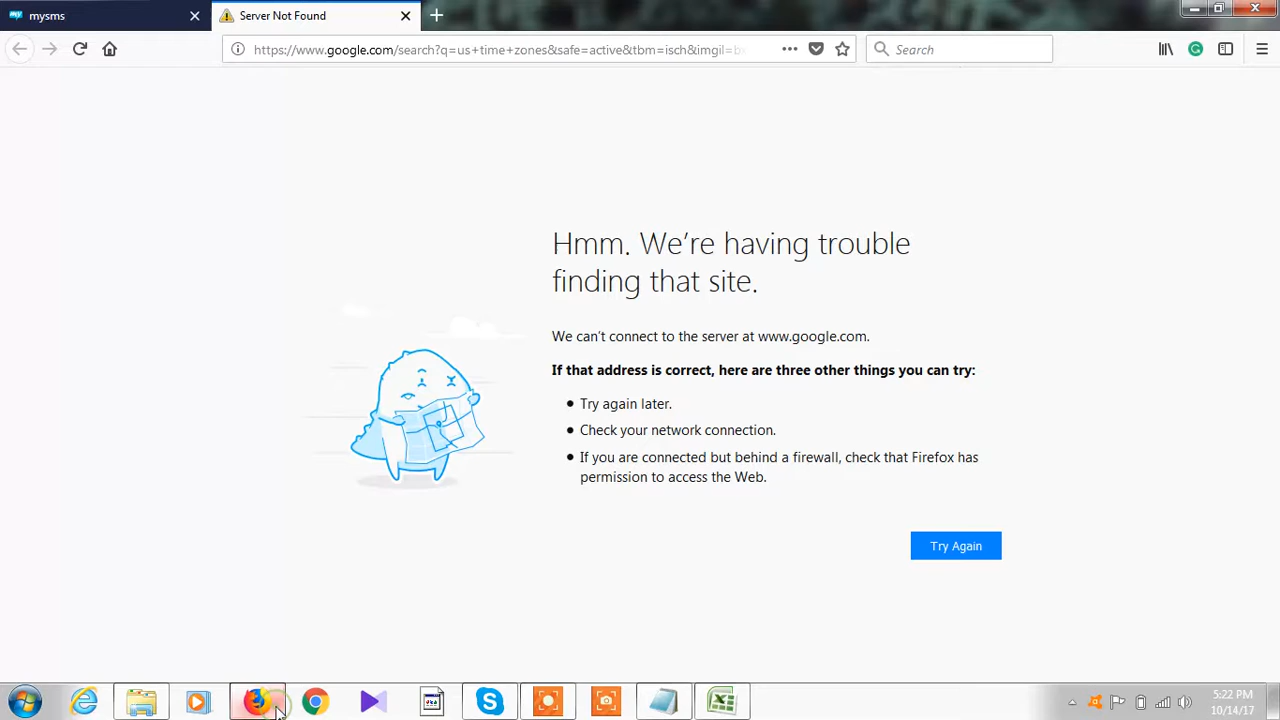 mysms
Server Not Found
https://www.google.com/search?q=us+time+zones&safe=active&tbm=isch&imgil=b
Search
Hmm. We’re having trouble
finding that site.
We can’t connect to the server at www.google.com.
If that address is correct, here are three other things you can try:
Try again later.
Check your network connection.
If you are connected but behind a firewall, check that Firefox has
permission to access the Web.
Try Again
5:22 PM
10/14/17